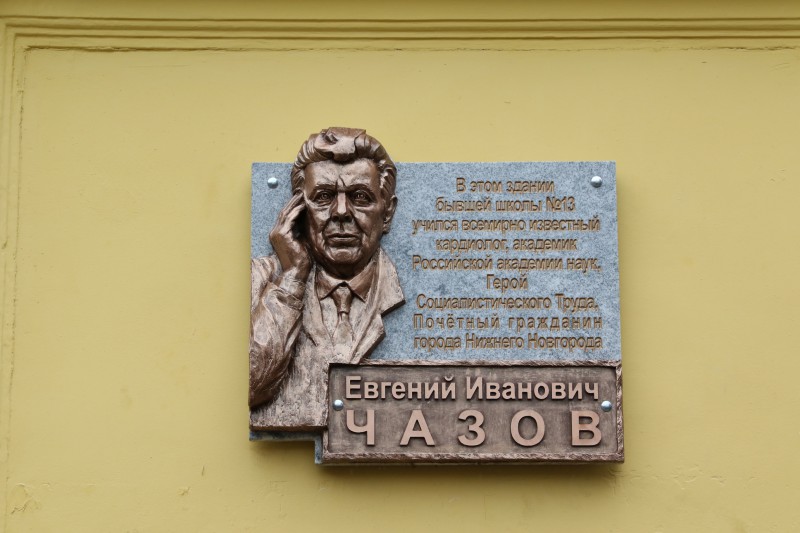 В этом здании
бывшей школы №13
учился всемирно известный
кардиолог, академик
Российской академии наук,
Герой
Социалистического Труда,
Почётный гражданин
города Нижнего Новгорода
Евгений Иванович
ЧАЗОВ